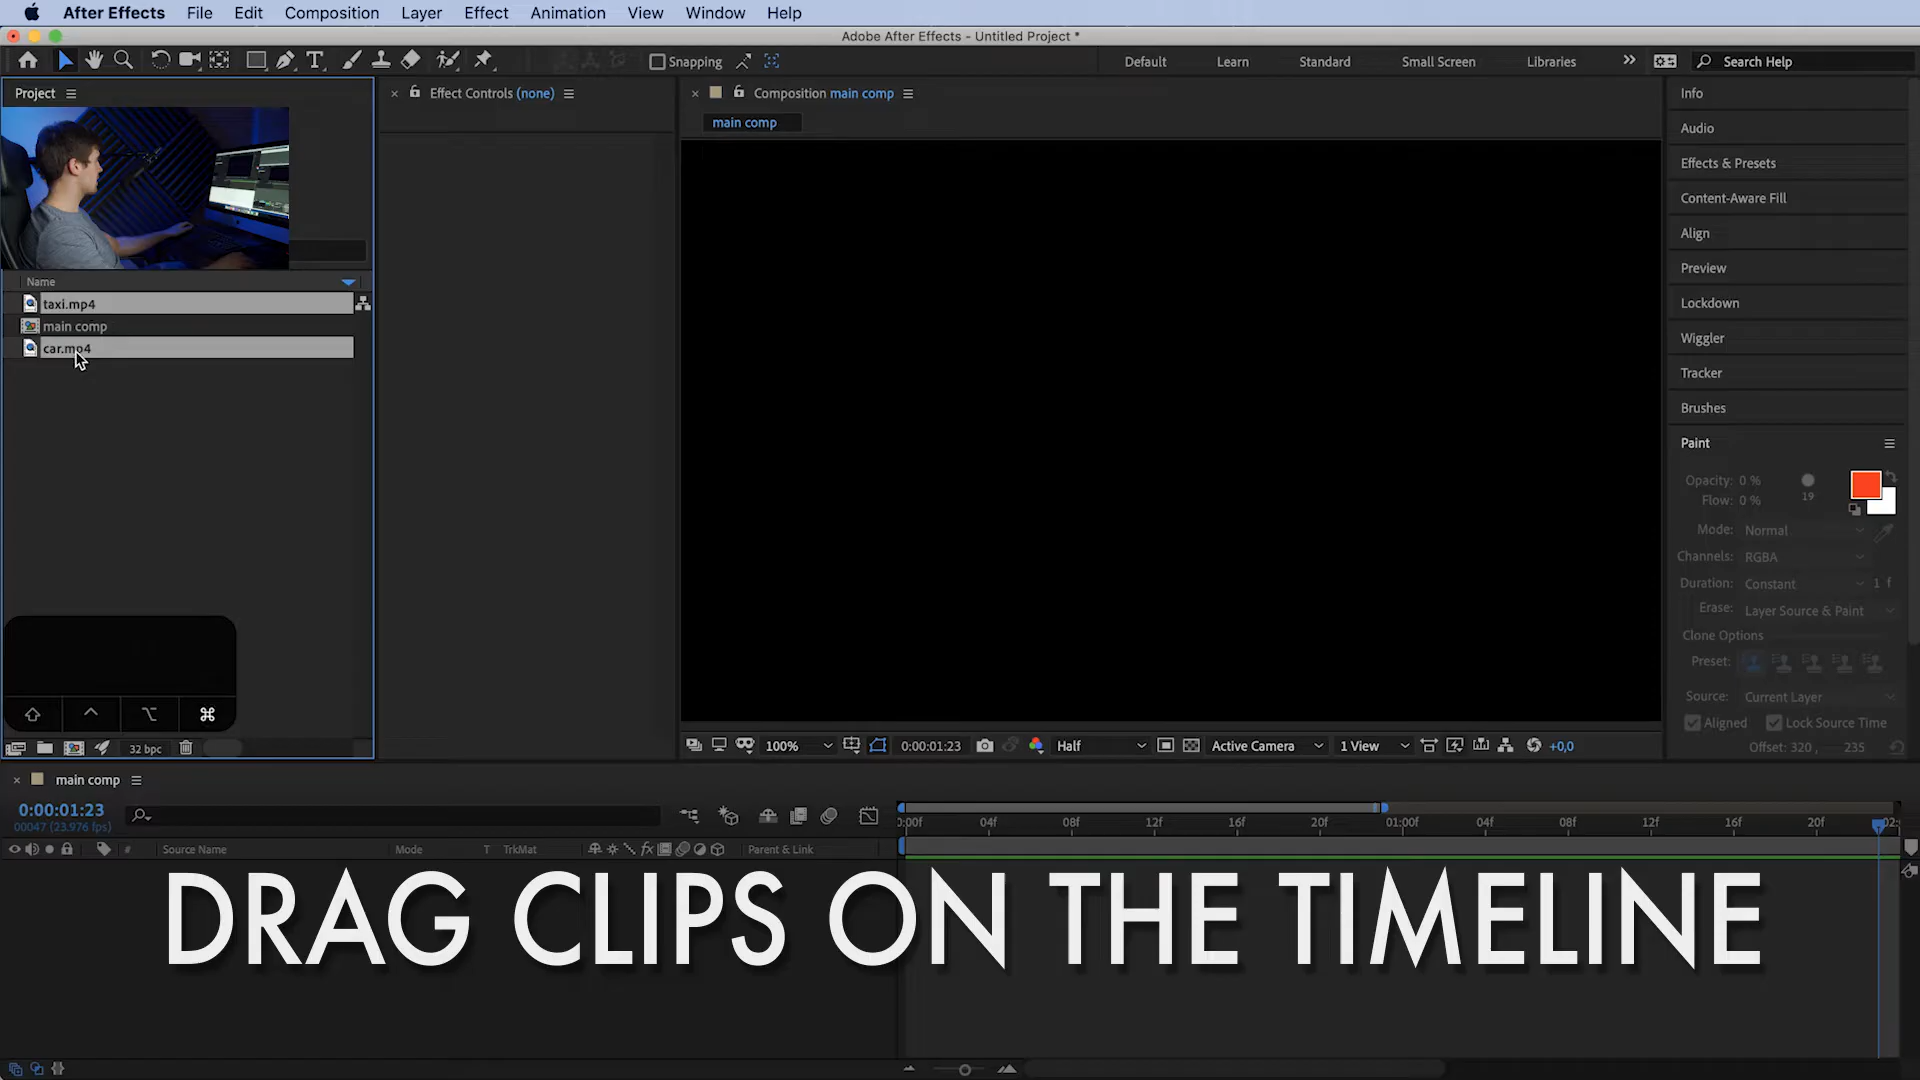 After Effects File Edit Composition Layer Effect Animation View Window Help
Adobe After Effects - Untitled Project *
Snapping Default Learn Standard Small Screen Libraries Search Help
Project
Effect Controls (none)
Composition main comp
main comp
Name
taxi.mp4
main comp
car.mp4
Info
Audio
Effects & Presets
Content-Aware Fill
Align
Preview
Lockdown
Wiggler
Tracker
Brushes
Paint
Opacity: 0 %
Flow: 0 %
19
Mode: Normal
Channels: RGBA
Duration: Constant 1 f
Erase: Layer Source & Paint
Clone Options
Preset:
Source: Current Layer
Aligned Lock Source Time
Offset: 320 , 235
32 bpc
100% 0:00:01:23 Half Active Camera 1 View +0,0
main comp
0:00:01:23
00047 (23.976 fps)
:00f 04f 08f 12f 16f 20f 01:00f 04f 08f 12f 16f 20f 02:
# Source Name Mode T TrkMat Parent & Link
DRAG CLIPS ON THE TIMELINE